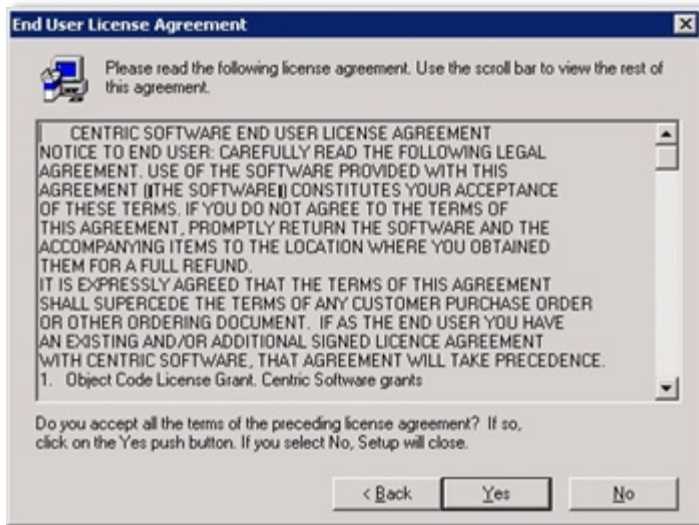 End User License Agreement
Please read the following license agreement. Use the scroll bar to view the rest of
this agreement.
CENTRIC SOFTWARE END USER LICENSE AGREEMENT
NOTICE TO END USER: CAREFULLY READ THE FOLLOWING LEGAL
AGREEMENT. USE OF THE SOFTWARE PROVIDED WITH THIS
AGREEMENT (THE SOFTWARE) CONSTITUTES YOUR ACCEPTANCE
OF THESE TERMS. IF YOU DO NOT AGREE TO THE TERMS OF
THIS AGREEMENT, PROMPTLY RETURN THE SOFTWARE AND THE
ACCOMPANYING ITEMS TO THE LOCATION WHERE YOU OBTAINED
THEM FOR A FULL REFUND.
IT IS EXPRESSLY AGREED THAT THE TERMS OF THIS AGREEMENT
SHALL SUPERCEDE THE TERMS OF ANY CUSTOMER PURCHASE ORDER
OR OTHER ORDERING DOCUMENT. IF AS THE END USER YOU HAVE
AN EXISTING AND/OR ADDITIONAL SIGNED LICENCE AGREEMENT
WITH CENTRIC SOFTWARE, THAT AGREEMENT WILL TAKE PRECEDENCE.
1. Object Code License Grant. Centric Software grants
Do you accept all the terms of the preceding license agreement? If so,
click on the Yes push button. If you select No, Setup will close.
< Back
Yes
No